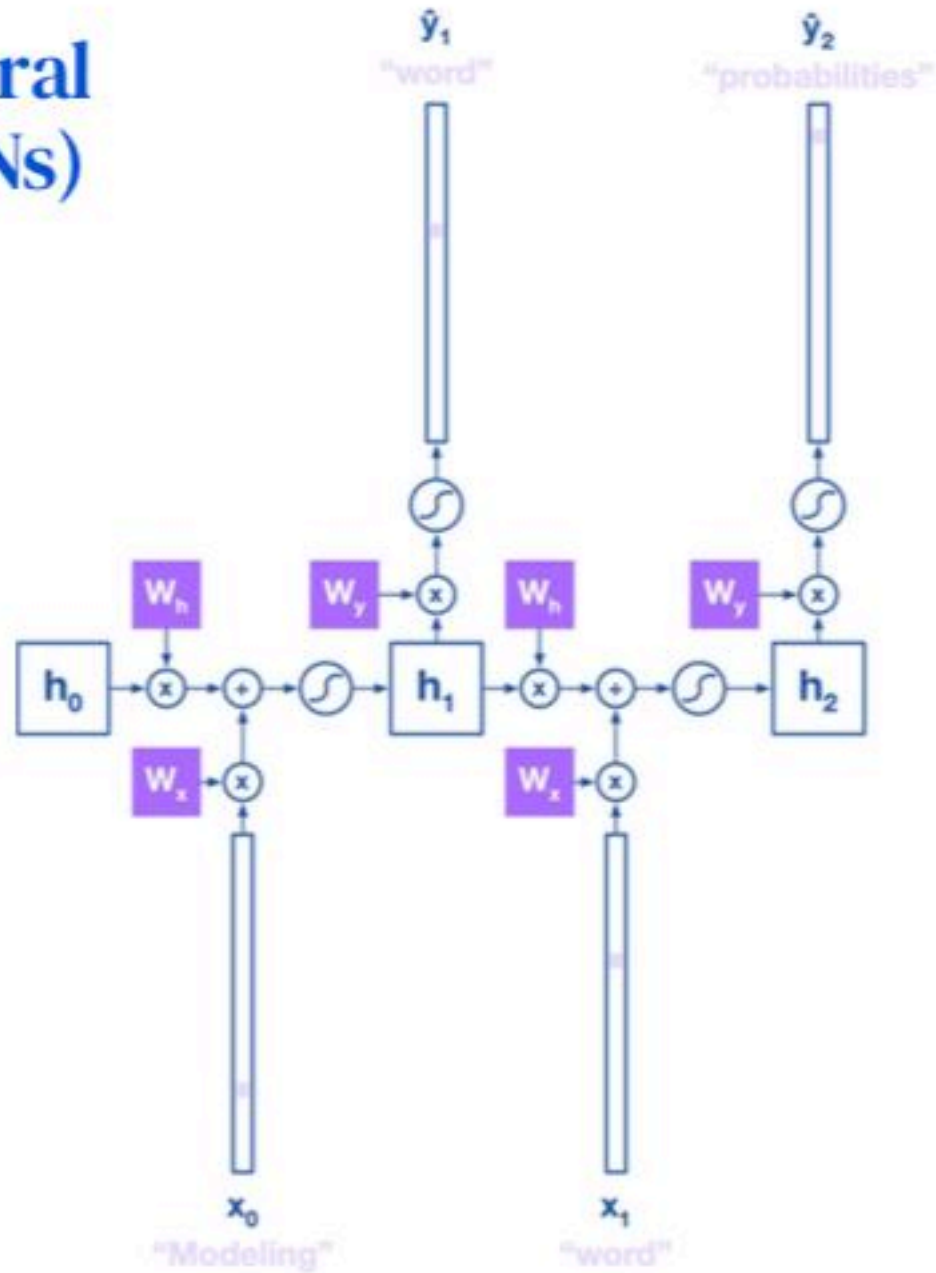 ral
Ns)
ŷ₁
"word"
ŷ₂
"probabilities"
Wₕ
Wᵧ
Wₕ
Wᵧ
h₀
x
+
h₁
x
+
h₂
x
x
Wₓ
x
Wₓ
x
x₀
"Modeling"
x₁
"word"